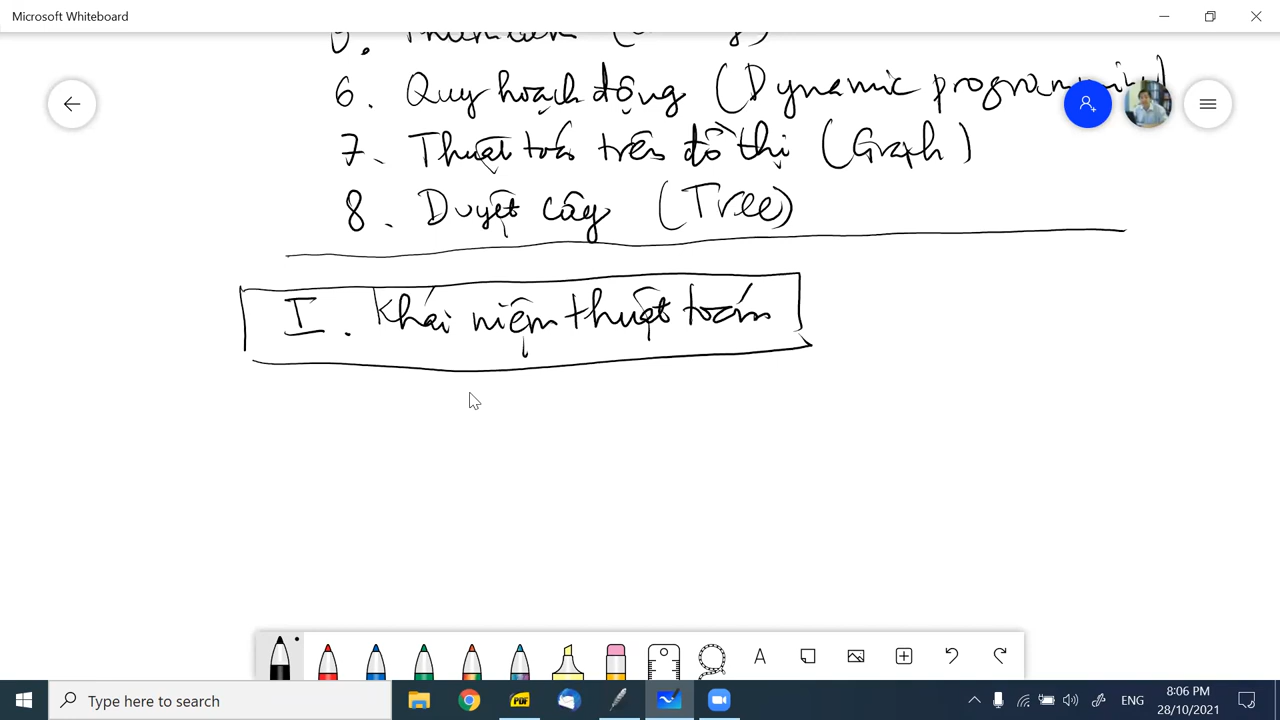 Microsoft Whiteboard
6. Quy hoạch động (Dynamic programming)
7. Thuật toán trên đồ thị (Graph)
8. Duyệt cây (Tree)
I. Khái niệm thuật toán
Type here to search
PDF
ENG
8:06 PM
28/10/2021